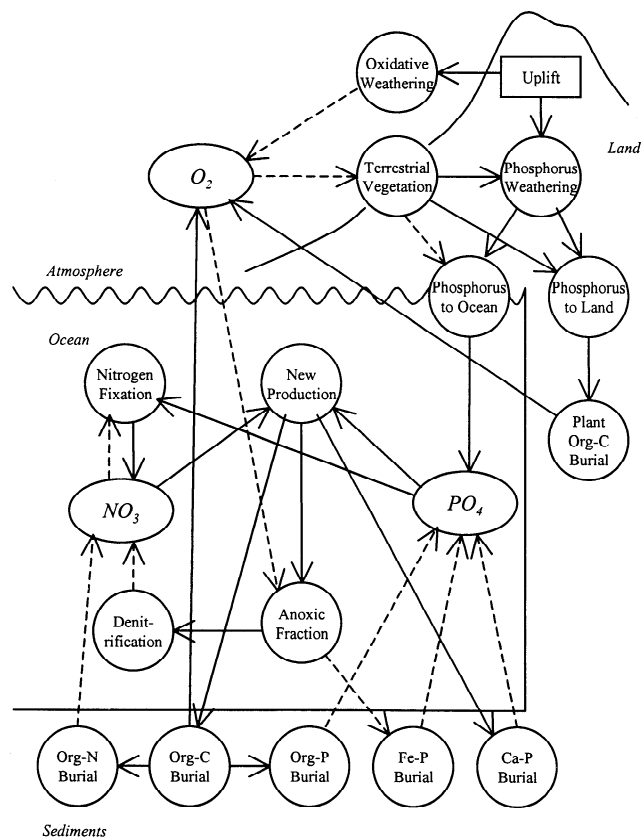 Oxidative
Weathering
Uplift
Land
O2
Terrestrial
Vegetation
Phosphorus
Weathering
Atmosphere
Phosphorus
to Ocean
Phosphorus
to Land
Ocean
Nitrogen
Fixation
New
Production
Plant
Org-C
Burial
NO3
PO4
Denit-
rification
Anoxic
Fraction
Org-N
Burial
Org-C
Burial
Org-P
Burial
Fe-P
Burial
Ca-P
Burial
Sediments